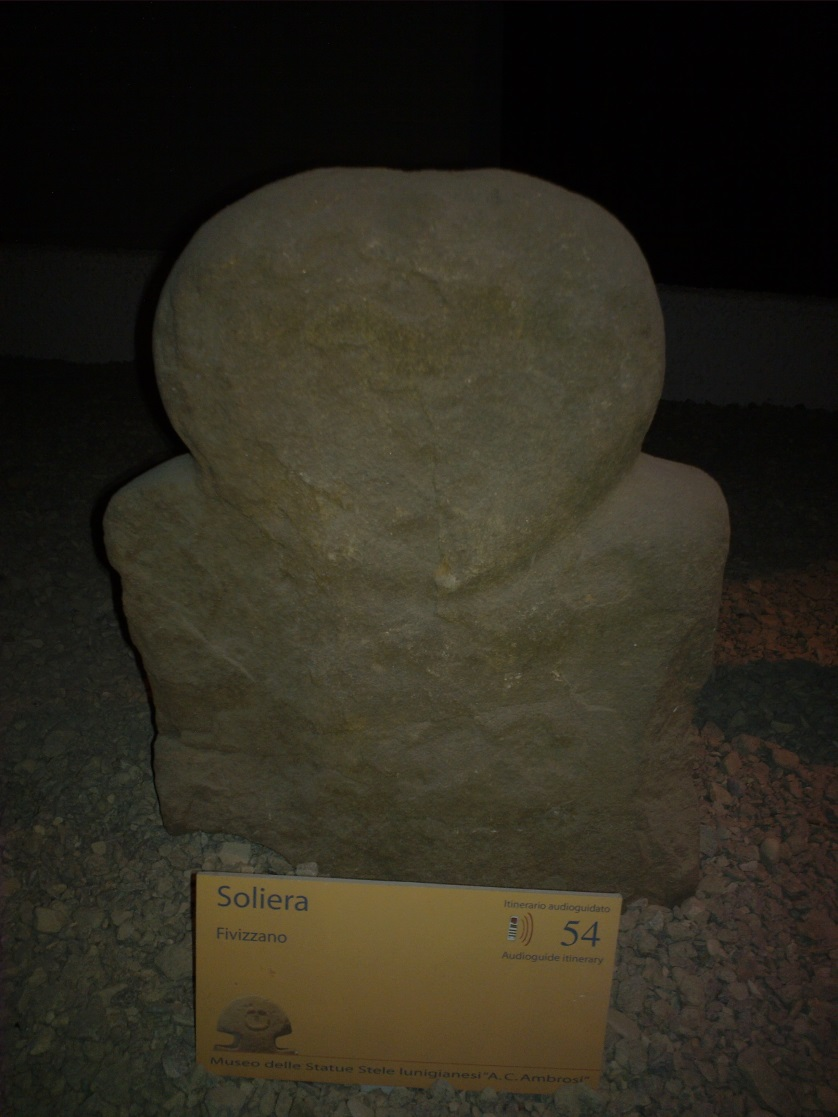 Soliera
Fivizzano
Itinerario audioguidato
54
Audioguide itinerary
Museo delle Statue Stele lunigianesi "A.C. Ambrosi"